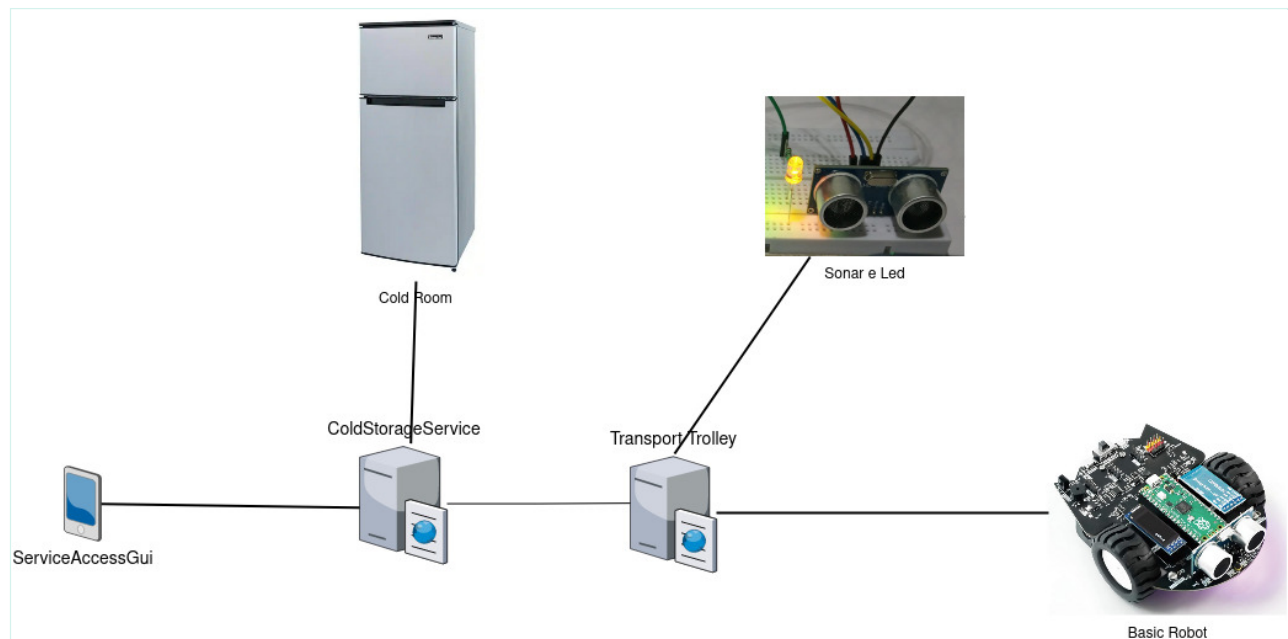 Cold Room
Sonar e Led
ColdStorageService
Transport Trolley
ServiceAccessGui
Basic Robot